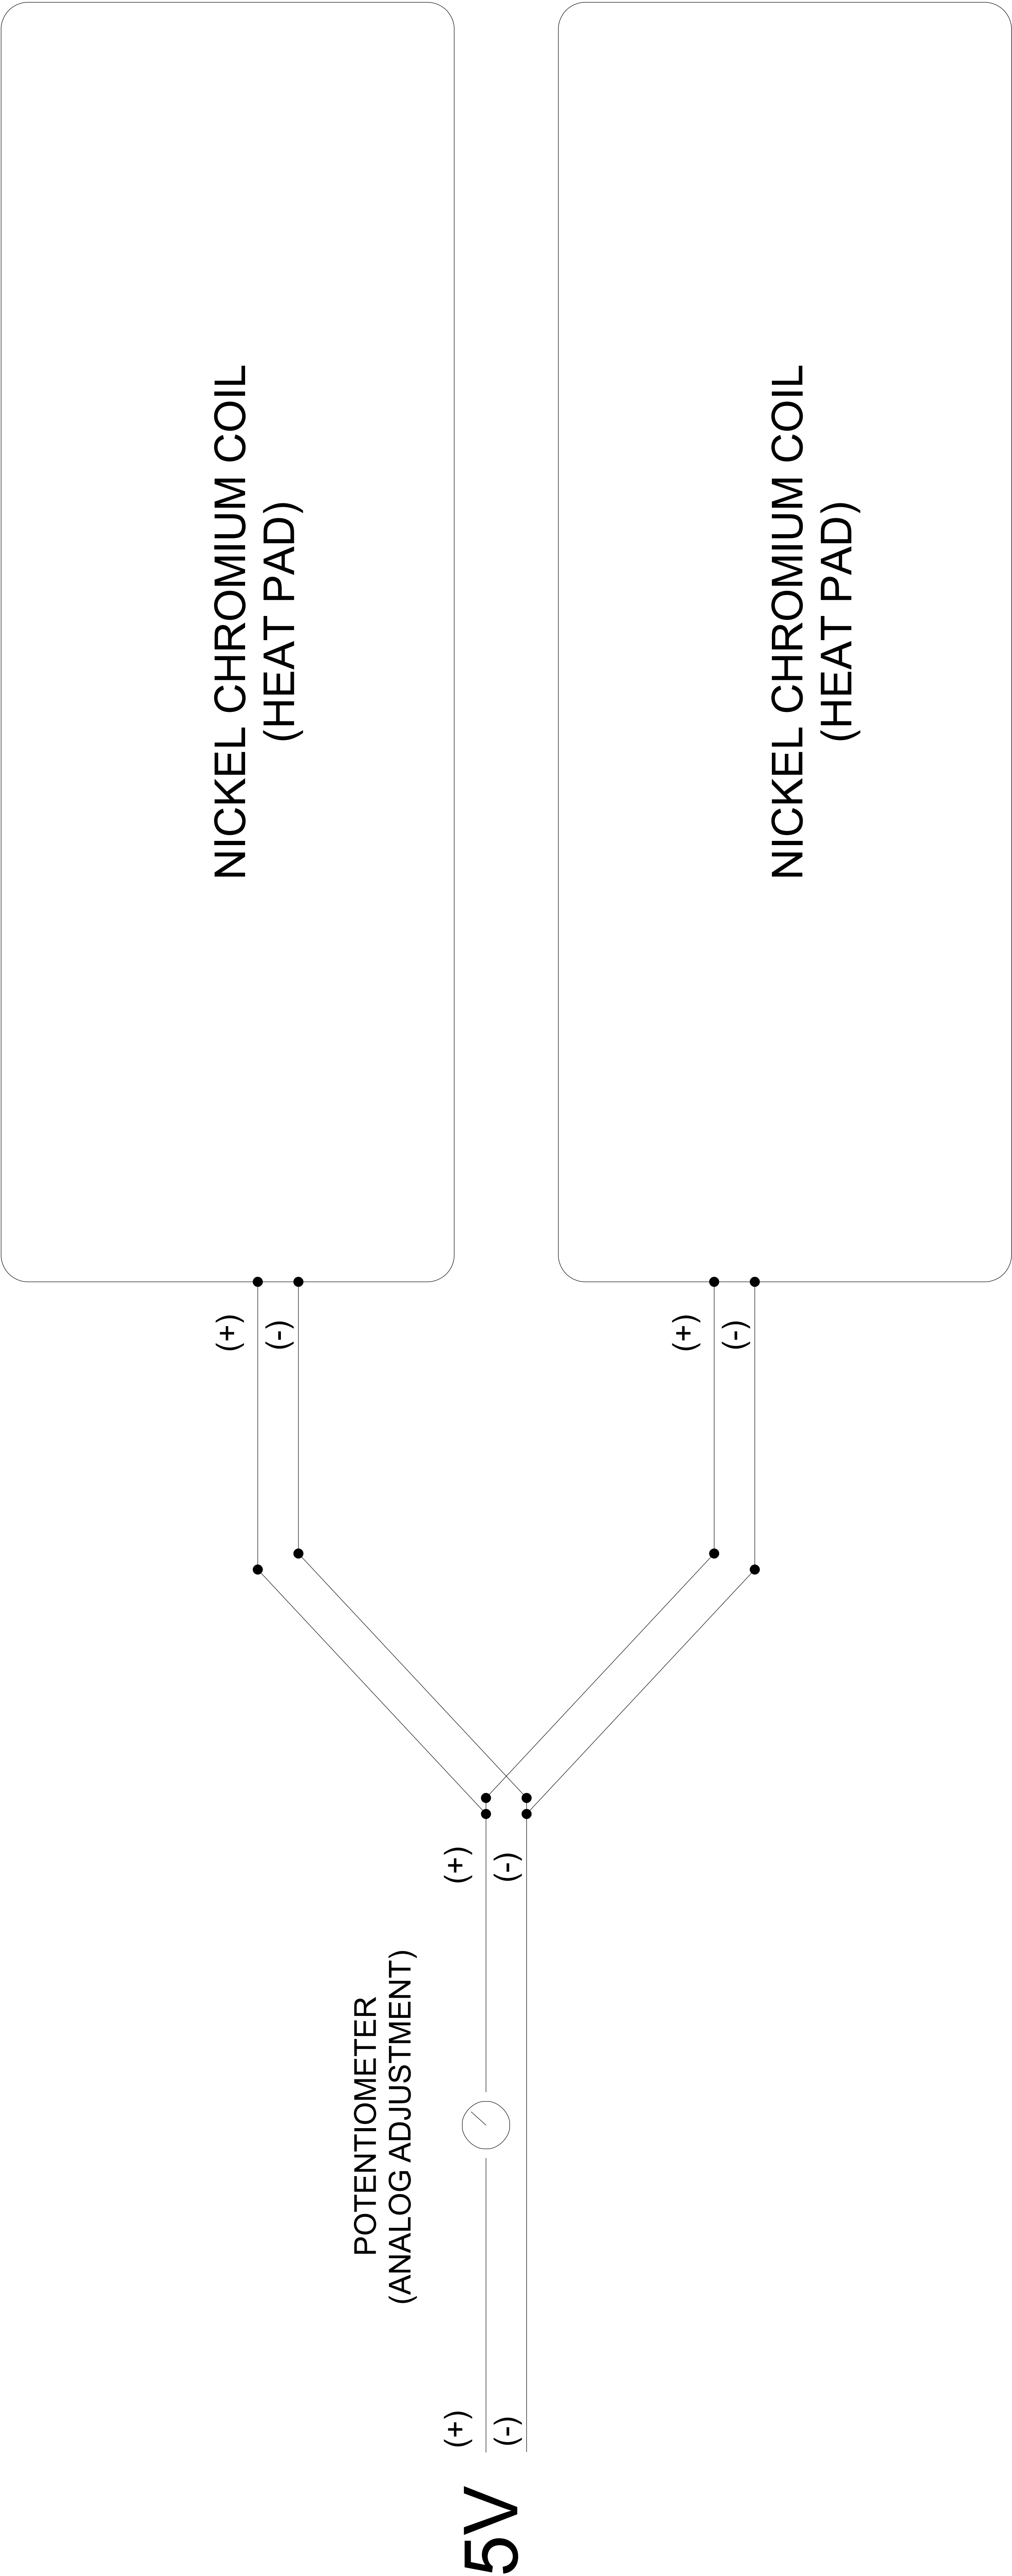 NICKEL CHROMIUM COIL
(HEAT PAD)
NICKEL CHROMIUM COIL
(HEAT PAD)
(+)
(-)
(+)
(-)
(+)
(-)
POTENTIOMETER
(ANALOG ADJUSTMENT)
(+)
(-)
5V